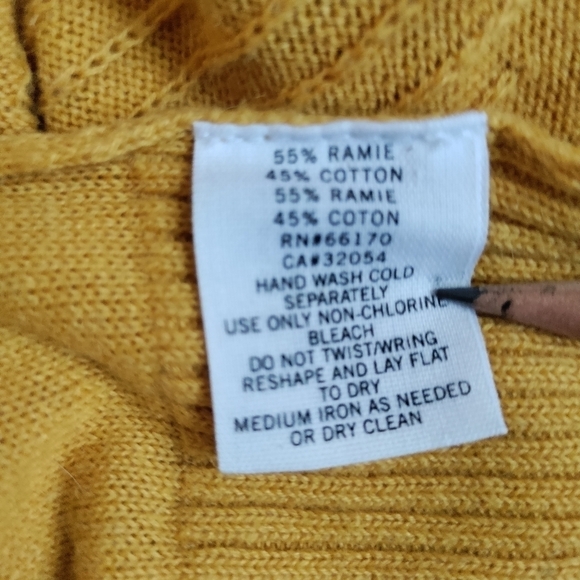 55% RAMIE
45% COTTON
55% RAMIE
45% COTON
RN#66170
CA#32054
HAND WASH COLD
SEPARATELY
USE ONLY NON-CHLORINE
BLEACH
DO NOT TWIST/WRING
RESHAPE AND LAY FLAT
TO DRY
MEDIUM IRON AS NEEDED
OR DRY CLEAN